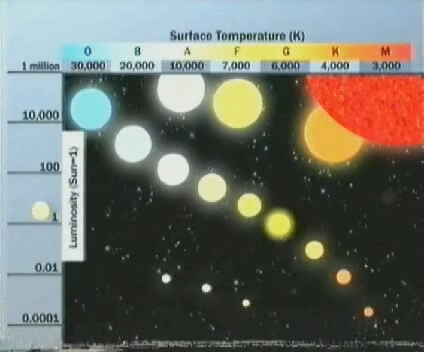 Surface Temperature (K)
O B A F G K M
30,000 20,000 10,000 7,000 6,000 4,000 3,000
1 million
10,000
100
1
0.01
0.0001
Luminosity (Sun=1)